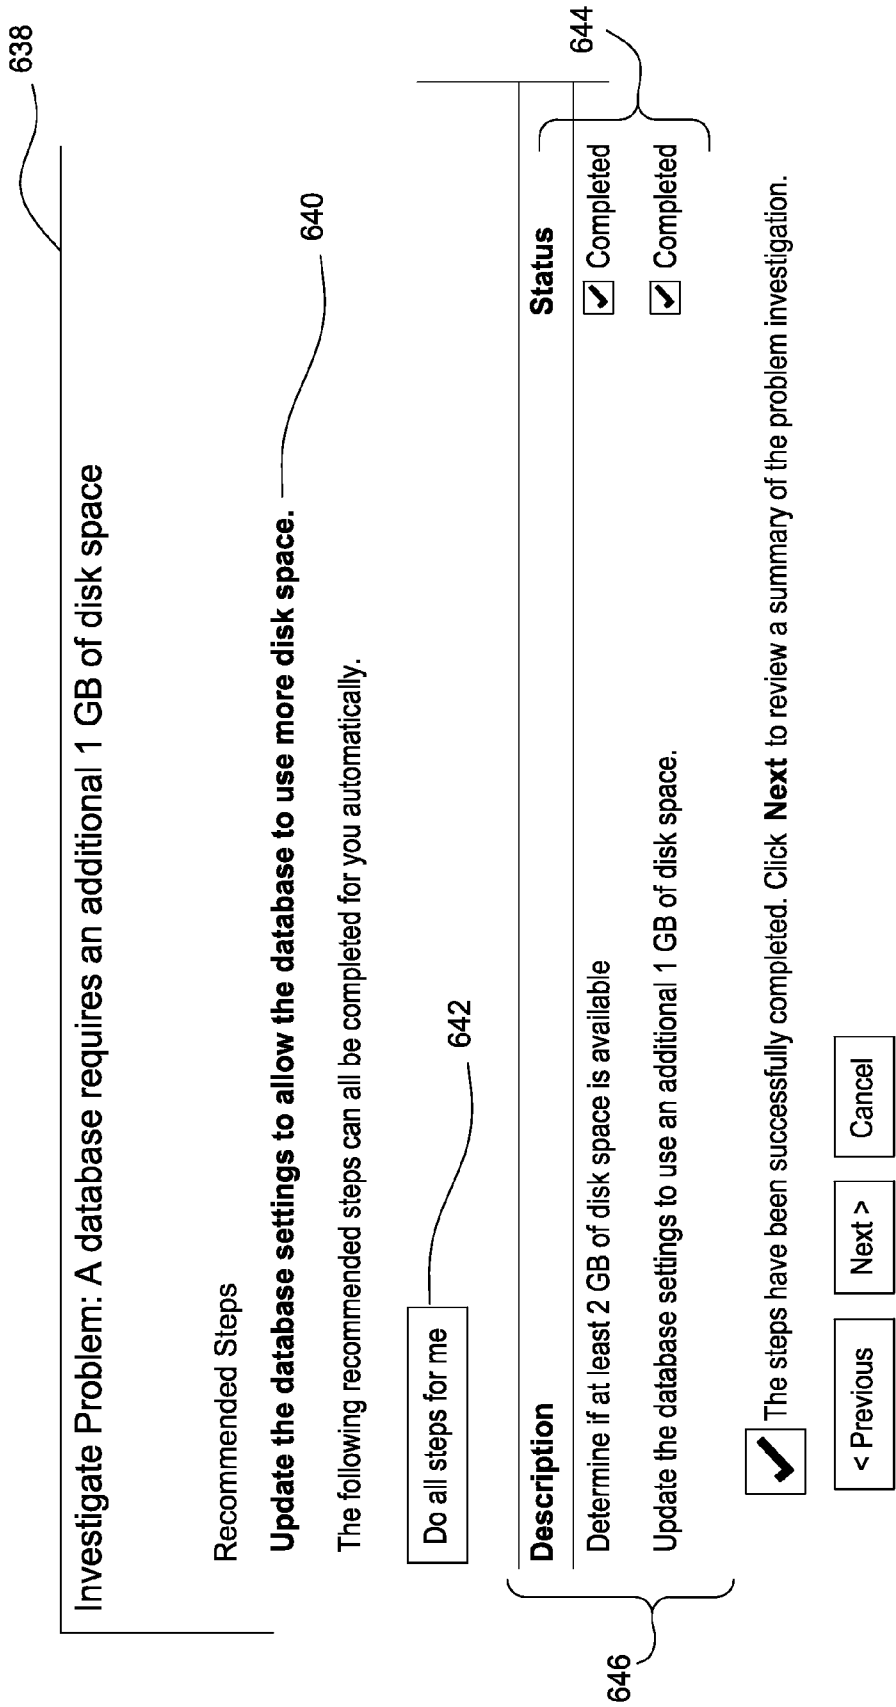 638
Investigate Problem: A database requires an additional 1 GB of disk space
Recommended Steps
Update the database settings to allow the database to use more disk space.
640
The following recommended steps can all be completed for you automatically.
Do all steps for me
642
Description Status
644
Determine if at least 2 GB of disk space is available Completed
646
Update the database settings to use an additional 1 GB of disk space. Completed
The steps have been successfully completed. Click Next to review a summary of the problem investigation.
< Previous Next > Cancel